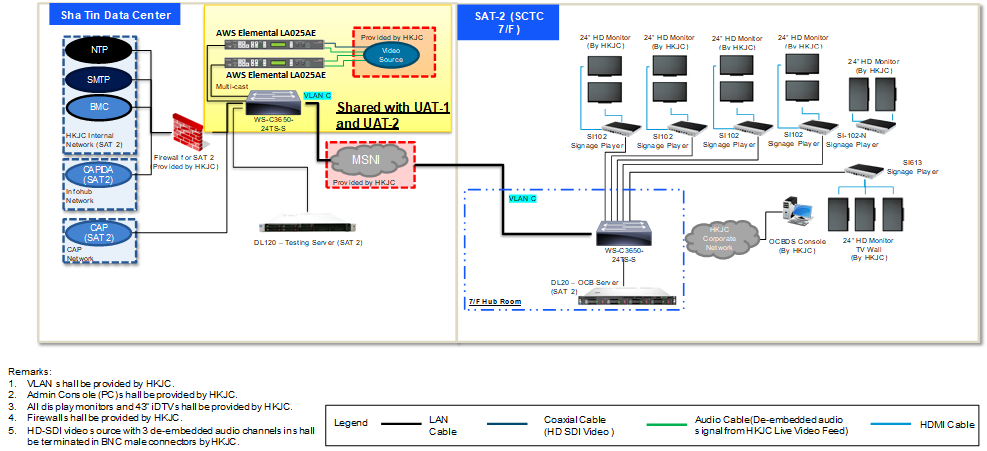 Sha Tin Data Center
NTP
SMTP
BMC
HKJC Internal
Network (SAT 2)
CAPIDA
(SAT 2)
Infohub
Network
CAP
(SAT 2)
CAP
Network
Firewall for SAT 2
(Provided by HKJC)
AWS Elemental LA025AE
AWS Elemental LA025AE
Multi-cast
Provided by HKJC
Video
Source
VLAN C
WS-C3650-
24TS-S
Shared with UAT-1
and UAT-2
MSNI
Provided by HKJC
DL120 – Testing Server (SAT 2)
SAT-2 (SCTC
7/F)
24" HD Monitor
(By HKJC)
24" HD Monitor
(By HKJC)
24" HD Monitor
(By HKJC)
24" HD Monitor
(By HKJC)
24" HD Monitor
(By HKJC)
SI102
Signage Player
SI102
Signage Player
SI102
Signage Player
SI102
Signage Player
SI-102-N
Signage Player
SI613
Signage Player
VLAN C
WS-C3650-
24TS-S
HKJC
Corporate
Network
OCBDS Console
(By HKJC)
24" HD Monitor
TV Wall
(By HKJC)
DL20 – OCB Server
(SAT 2)
7/F Hub Room
Remarks:
1. VLAN shall be provided by HKJC.
2. Admin Console (PC) shall be provided by HKJC.
3. All display monitors and 43" iDTV shall be provided by HKJC.
4. Firewall shall be provided by HKJC.
5. HD-SDI video source with 3 de-embedded audio channels in shall
be terminated in BNC male connectors by HKJC.
Legend
LAN
Cable
Coaxial Cable
(HD SDI Video )
Audio Cable(De-embedded audio
signal from HKJC Live Video Feed)
HDMI Cable